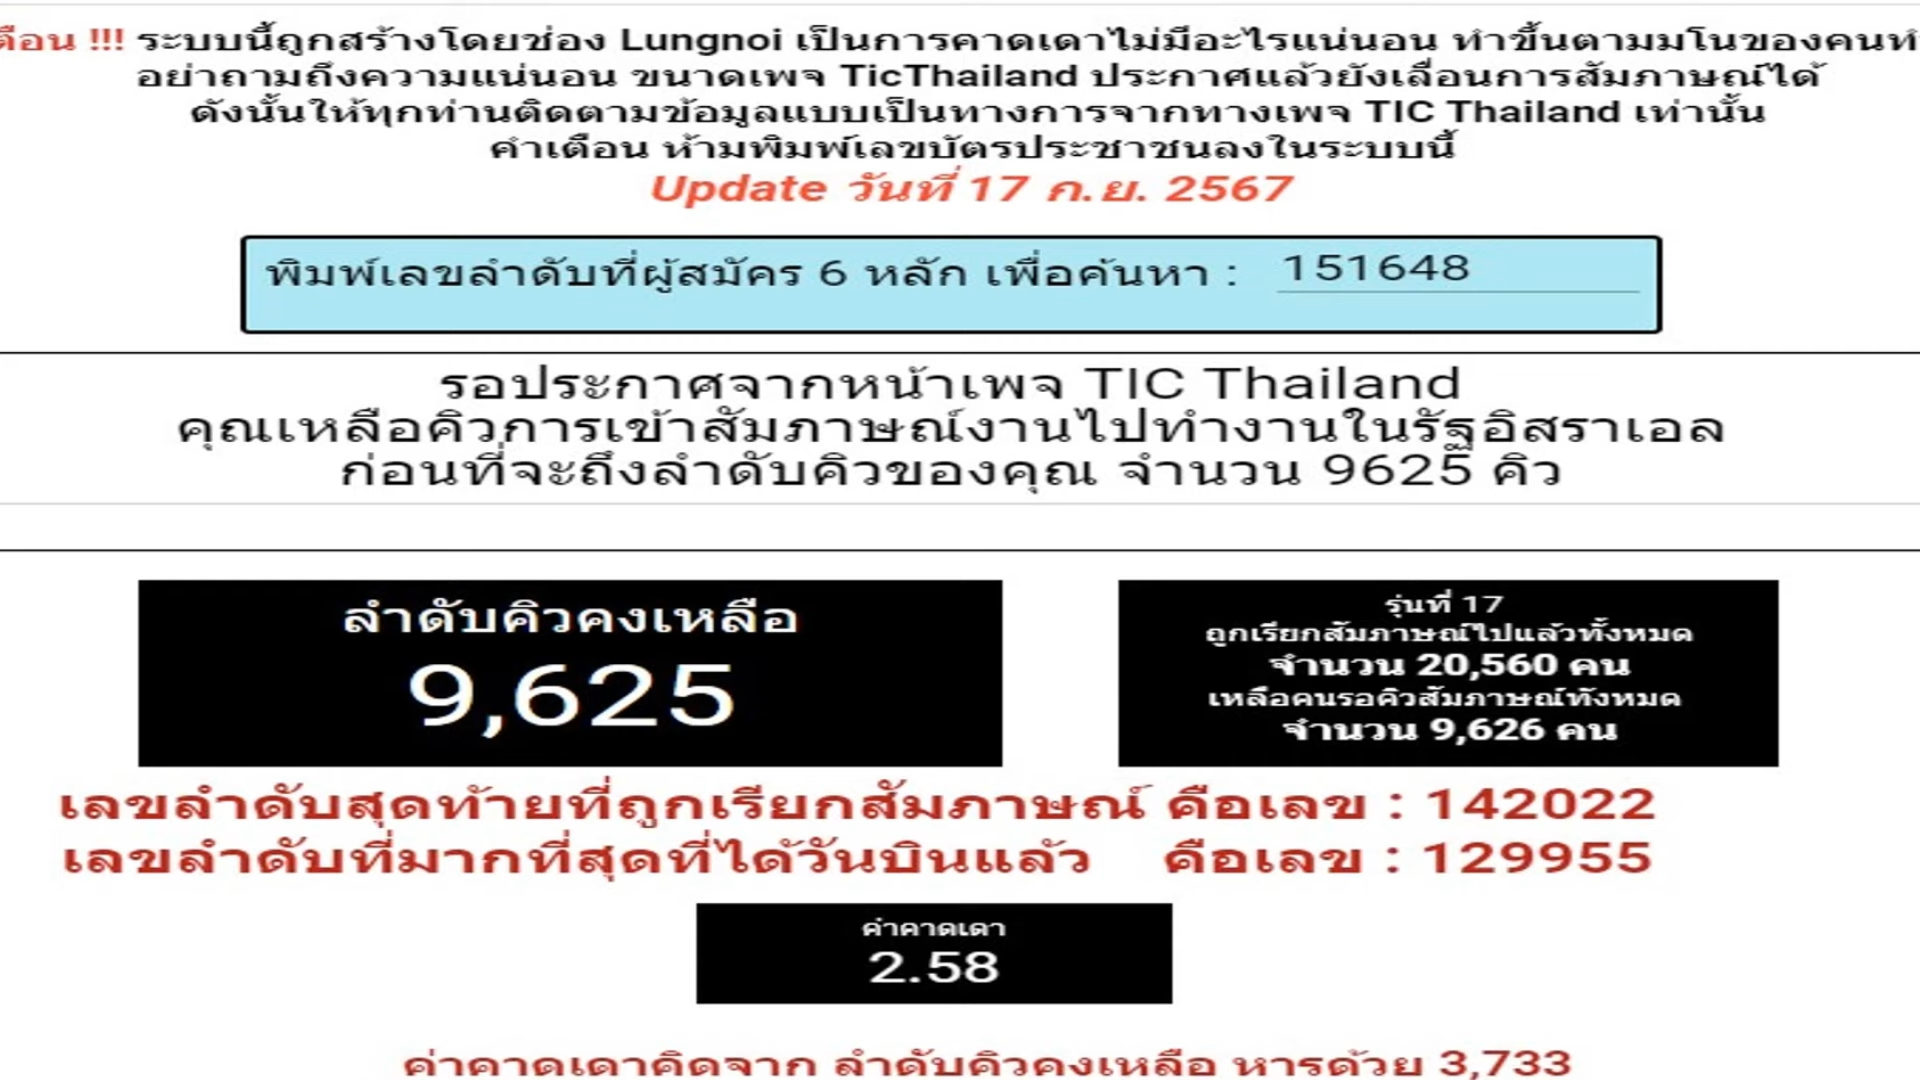 ตือน !!! ระบบนี้ถูกสร้างโดยช่อง Lungnoi เป็นการคาดเดาไม่มีอะไรแน่นอน ทำขึ้นตามมโนของคนทำ
อย่าถามถึงความแน่นอน ขนาดเพจ TicThailand ประกาศแล้วยังเลื่อนการสัมภาษณ์ได้
ดังนั้นให้ทุกท่านติดตามข้อมูลแบบเป็นทางการจากทางเพจ TIC Thailand เท่านั้น
คำเตือน ห้ามพิมพ์เลขบัตรประชาชนลงในระบบนี้
Update วันที่ 17 ก.ย. 2567
พิมพ์เลขลำดับที่ผู้สมัคร 6 หลัก เพื่อค้นหา : 151648
รอประกาศจากหน้าเพจ TIC Thailand
คุณเหลือคิวการเข้าสัมภาษณ์งานไปทำงานในรัฐอิสราเอล
ก่อนที่จะถึงลำดับคิวของคุณ จำนวน 9625 คิว
ลำดับคิวคงเหลือ
9,625
รุ่นที่ 17
ถูกเรียกสัมภาษณ์ไปแล้วทั้งหมด
จำนวน 20,560 คน
เหลือคนรอคิวสัมภาษณ์ทั้งหมด
จำนวน 9,626 คน
เลขลำดับสุดท้ายที่ถูกเรียกสัมภาษณ์ คือเลข : 142022
เลขลำดับที่มากที่สุดที่ได้วันบินแล้ว คือเลข : 129955
ค่าคาดเดา
2.58
ค่าคาดเดาคิดจาก ลำดับคิวคงเหลือ หารด้วย 3,733